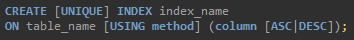 CREATE [UNIQUE] INDEX index_name
ON table_name [USING method] (column [ASC|DESC]);